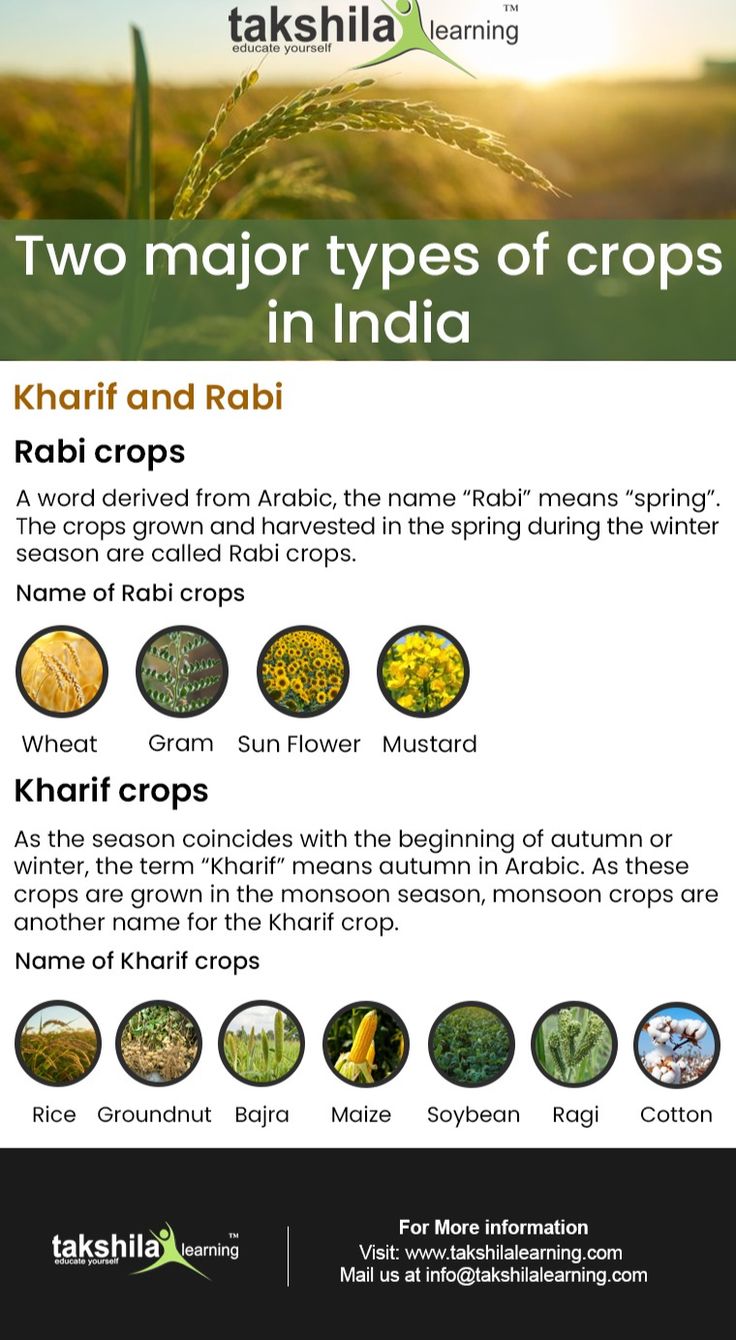 takshila learning ™
educate yourself
Two major types of crops
in India
Kharif and Rabi
Rabi crops
A word derived from Arabic, the name “Rabi” means “spring”.
The crops grown and harvested in the spring during the winter
season are called Rabi crops.
Name of Rabi crops
Wheat Gram Sun Flower Mustard
Kharif crops
As the season coincides with the beginning of autumn or
winter, the term “Kharif” means autumn in Arabic. As these
crops are grown in the monsoon season, monsoon crops are
another name for the Kharif crop.
Name of Kharif crops
Rice Groundnut Bajra Maize Soybean Ragi Cotton
takshila learning ™
educate yourself
For More information
Visit: www.takshilalearning.com
Mail us at info@takshilalearning.com